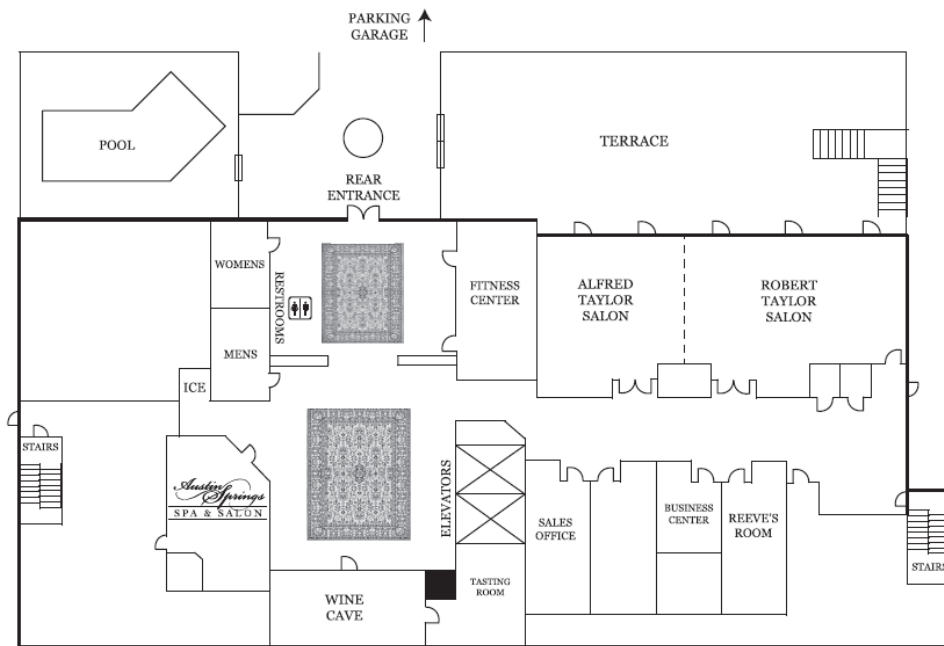 PARKING
GARAGE
POOL
TERRACE
REAR
ENTRANCE
WOMENS
RESTROOMS
FITNESS
CENTER
ALFRED
TAYLOR
SALON
ROBERT
TAYLOR
SALON
MENS
ICE
STAIRS
Austin
Springs
SPA & SALON
ELEVATORS
SALES
OFFICE
BUSINESS
CENTER
REEVE'S
ROOM
STAIRS
TASTING
ROOM
WINE
CAVE